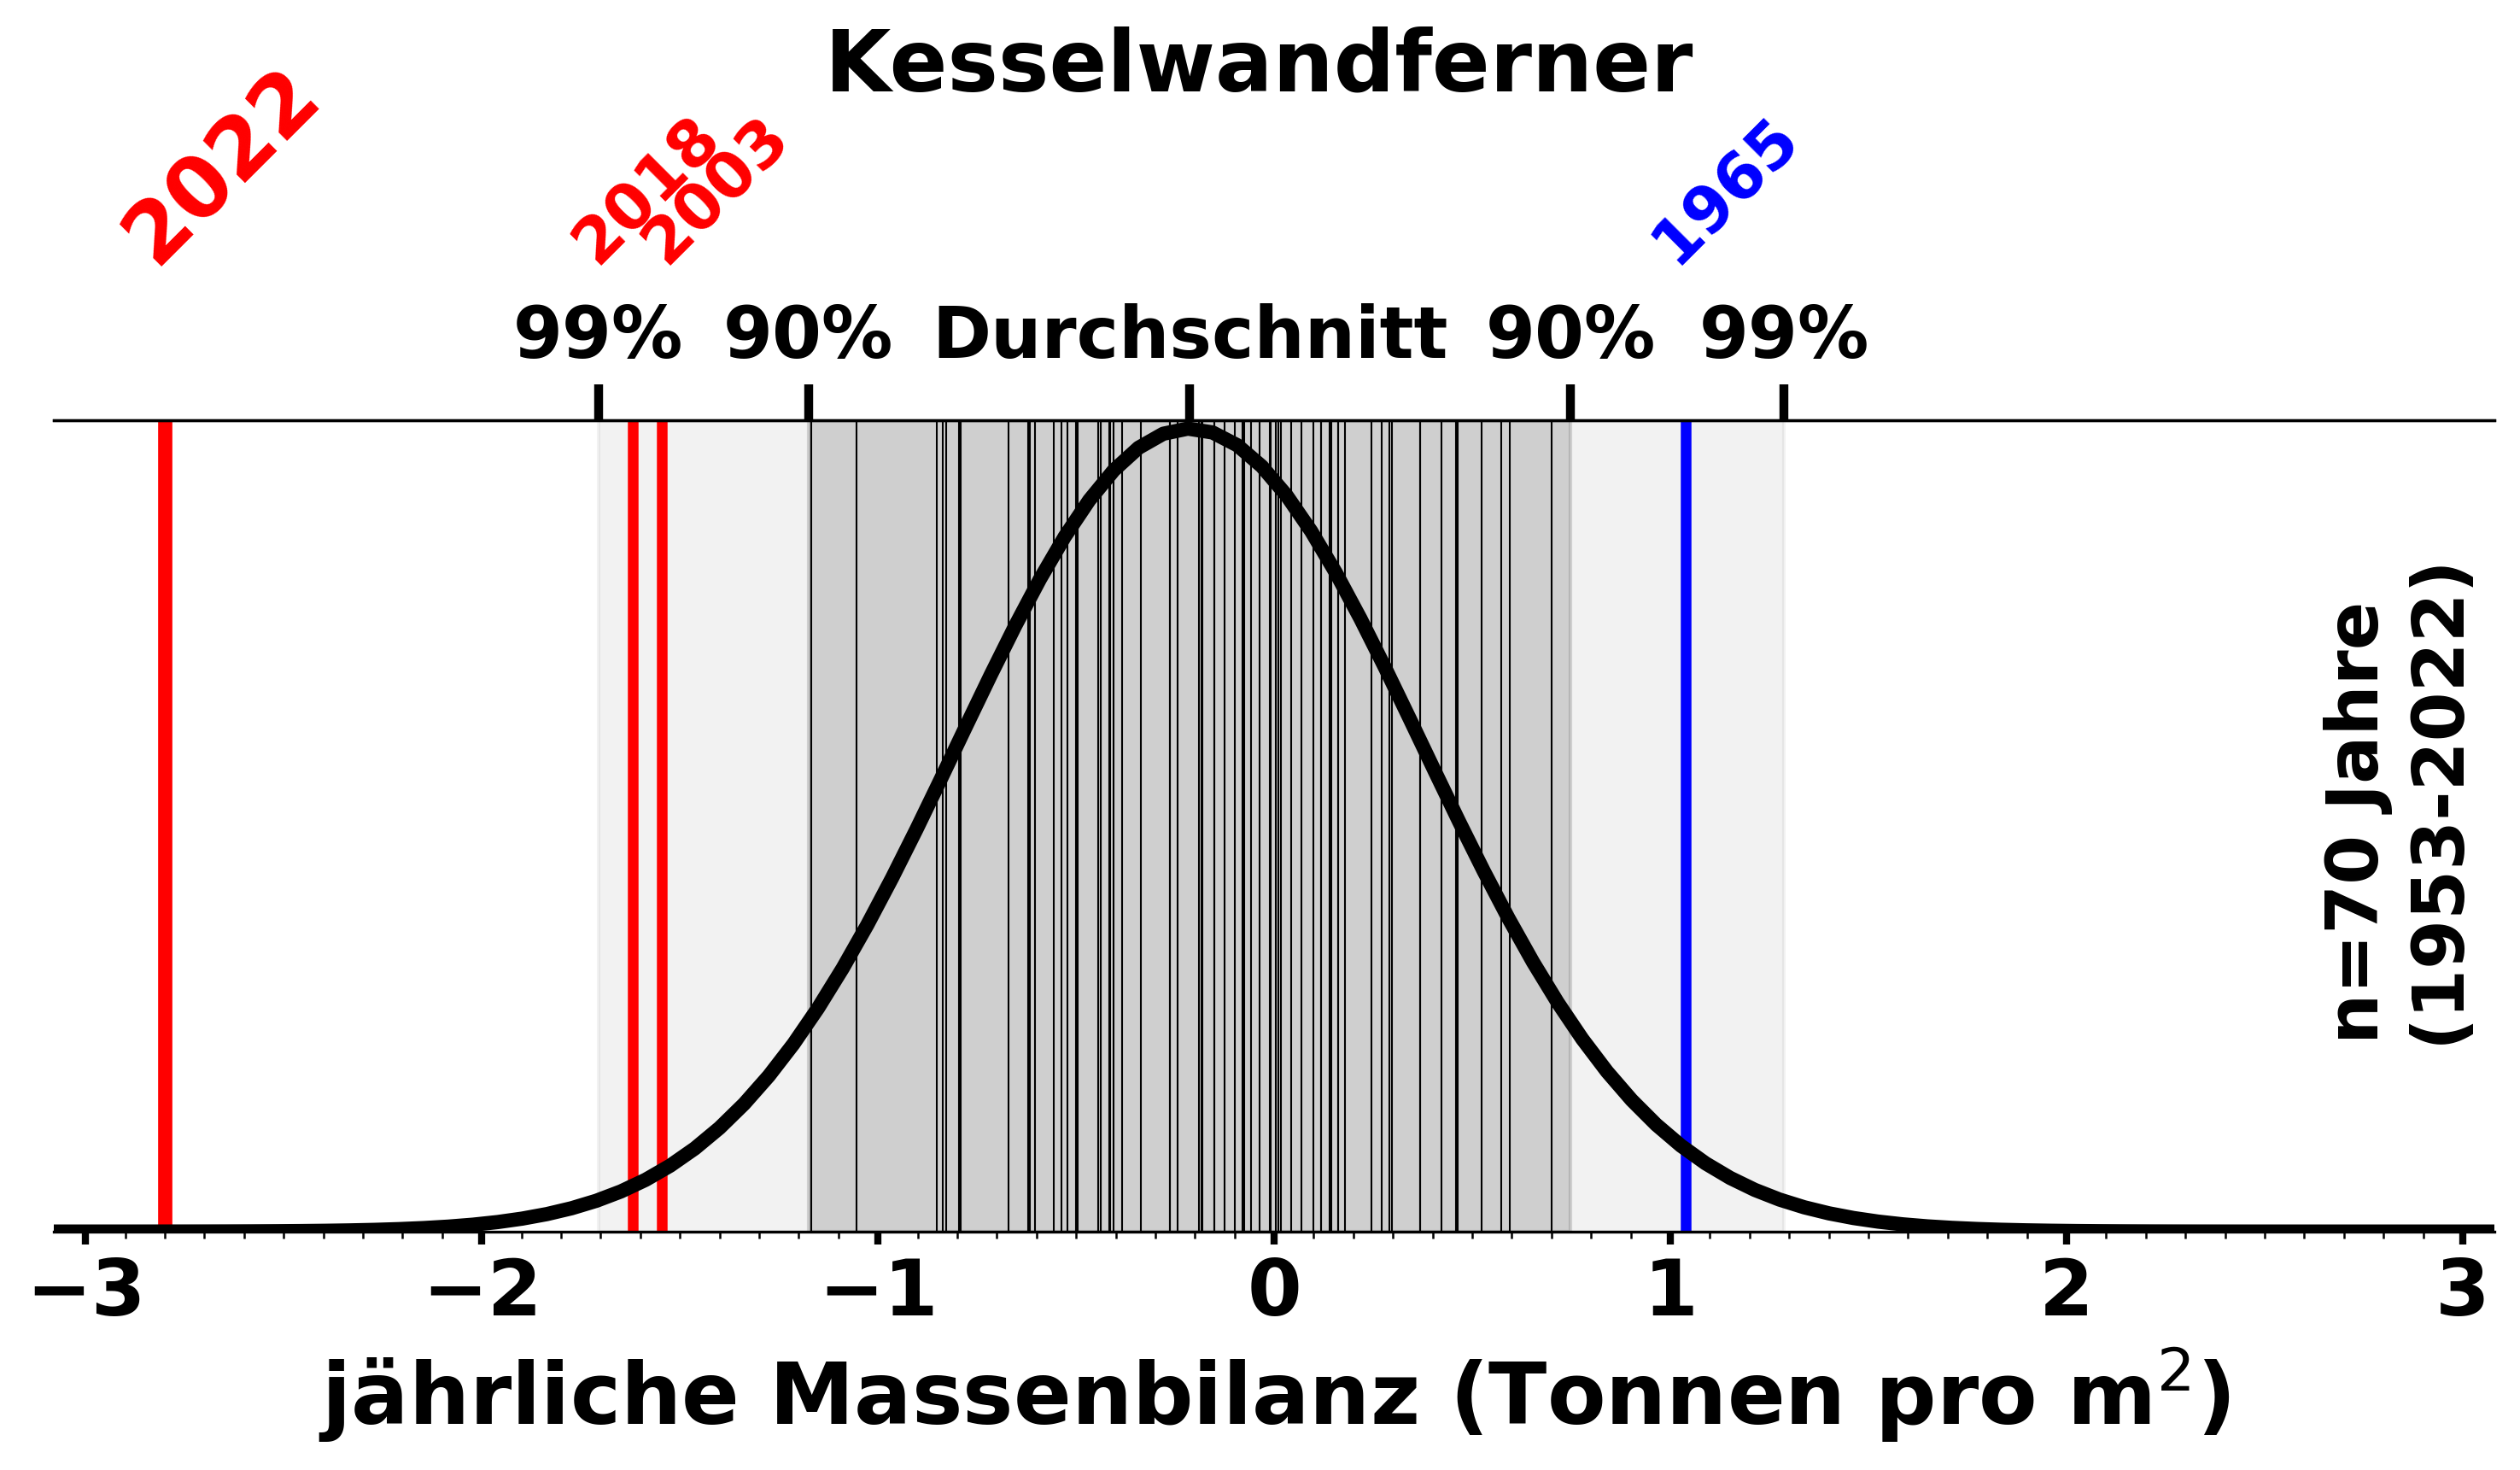 Kesselwandferner
2022
2018
2003
1965
99% 90% Durchschnitt 90% 99%
n=70 Jahre
(1953-2022)
−3 −2 −1 0 1 2 3
jährliche Massenbilanz (Tonnen pro m²)